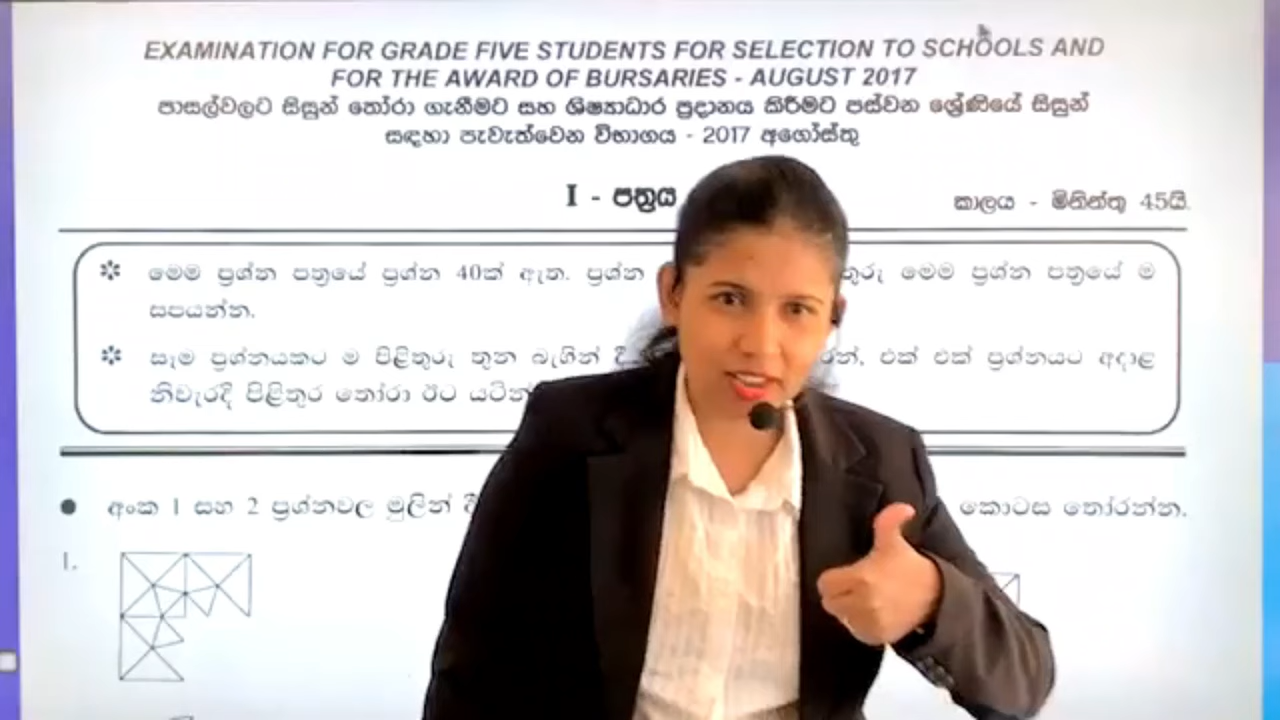 EXAMINATION FOR GRADE FIVE STUDENTS FOR SELECTION TO SCHOOLS AND
FOR THE AWARD OF BURSARIES - AUGUST 2017
පාසල්වලට සිසුන් තෝරා ගැනීමට සහ ශිෂ්‍යාධාර ප්‍රදානය කිරීමට පස්වන ශ්‍රේණියේ සිසුන්
සඳහා පැවැත්වෙන විභාගය - 2017 අගෝස්තු
I - පත්‍රය
කාලය - මිනිත්තු 45යි.
❊ මෙම ප්‍රශ්න පත්‍රයේ ප්‍රශ්න 40ක් ඇත. ප්‍රශ්න තුරු මෙම ප්‍රශ්න පත්‍රයේ ම
සපයන්න.
❊ සෑම ප්‍රශ්නයකට ම පිළිතුරු තුන බැගින් දී එක් එක් ප්‍රශ්නයට අදාළ
නිවැරදි පිළිතුර තෝරා ඊට යටින්
● අංක 1 සහ 2 ප්‍රශ්නවල මුලින් කොටස තෝරන්න.
1.